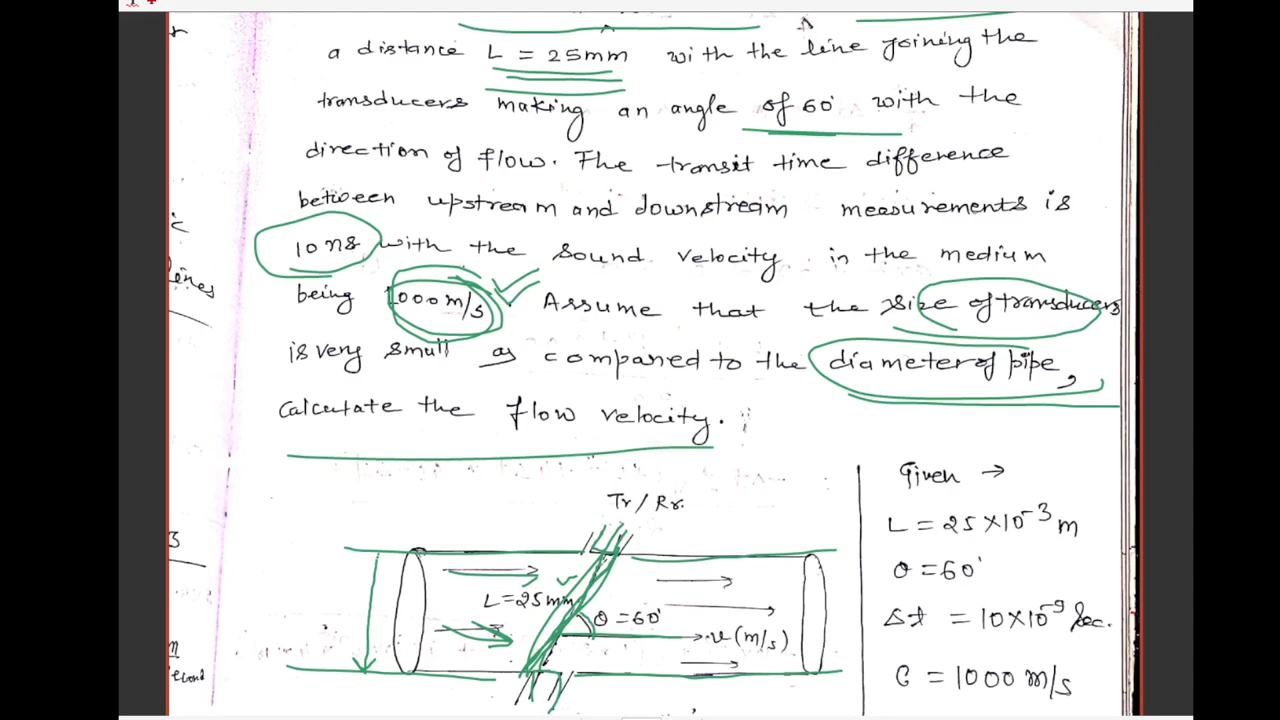 a distance L = 25mm with the line joining the
transducers making an angle of 60° with the
direction of flow. The transit time difference
between upstream and downstream measurements is
10 ns with the sound velocity in the medium
being 1000 m/s. Assume that the size of transducers
is very small as compared to the diameter of pipe,
calculate the flow velocity.
Tr / Rr.
L=25mm
θ = 60°
v (m/s)
Given →
L = 25 × 10⁻³ m
θ = 60°
Δt = 10×10⁻⁹ Sec.
C = 1000 m/s
lines
3